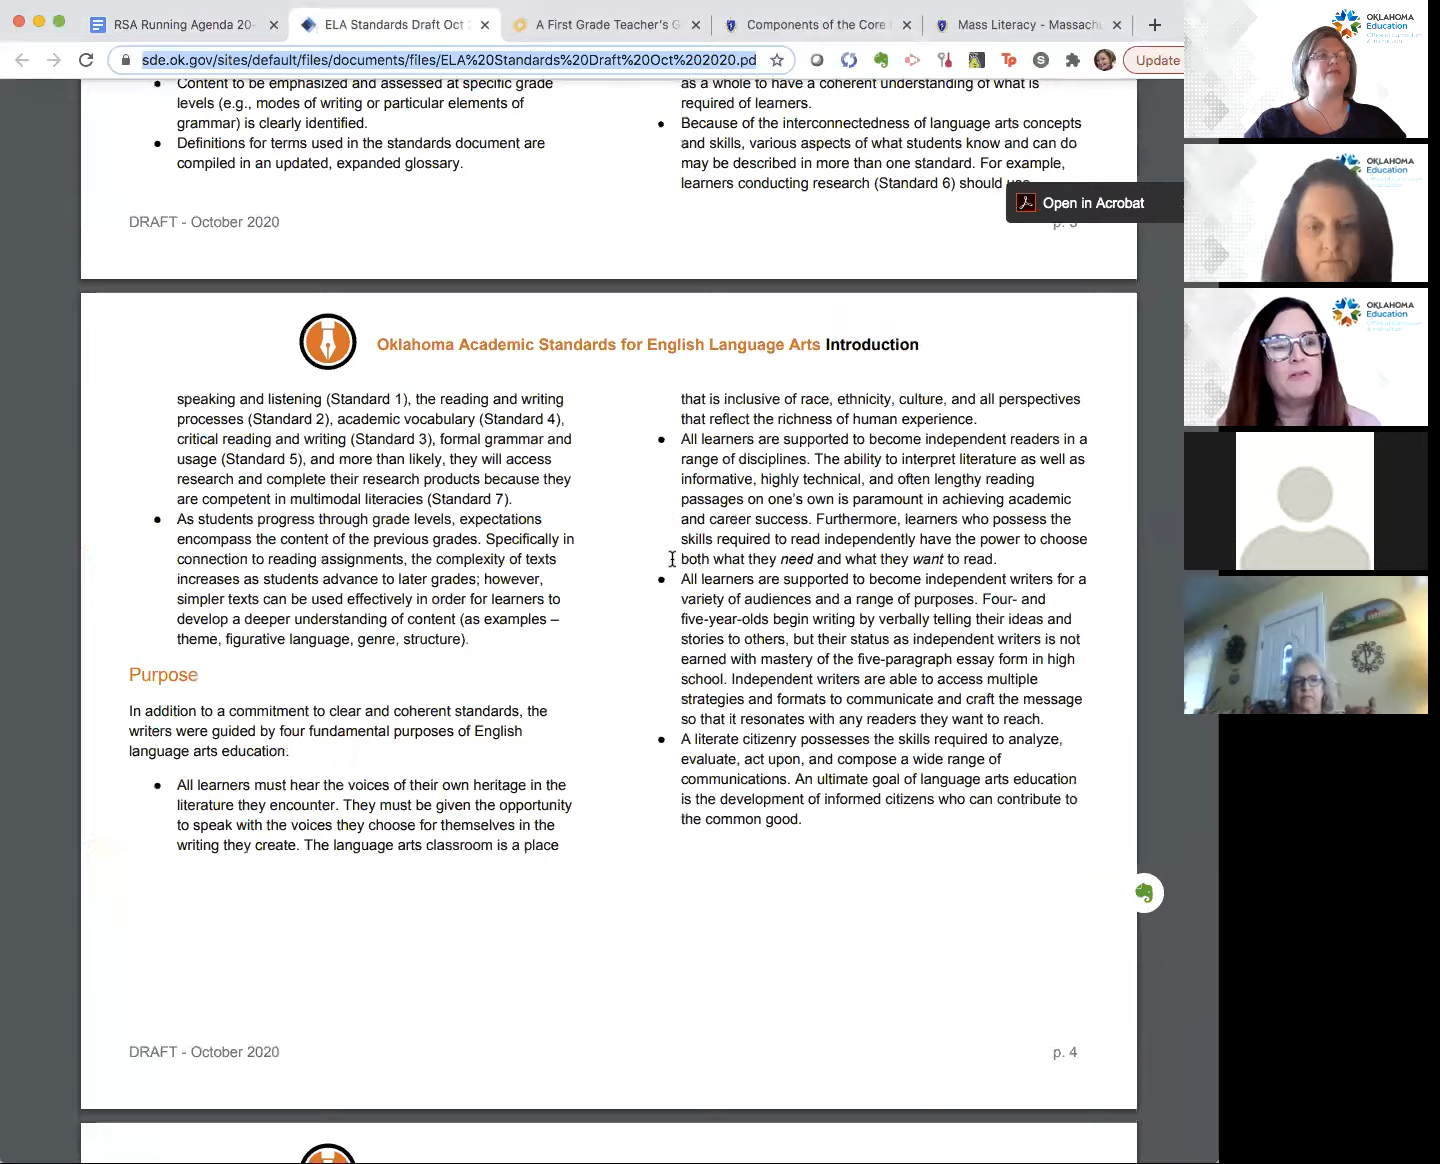 RSA Running Agenda 20-
ELA Standards Draft Oct
A First Grade Teacher's G
Components of the Core
Mass Literacy - Massachu
sde.ok.gov/sites/default/files/documents/files/ELA%20Standards%20Draft%20Oct%202020.pd
Update
Content to be emphasized and assessed at specific grade
levels (e.g., modes of writing or particular elements of
grammar) is clearly identified.
Definitions for terms used in the standards document are
compiled in an updated, expanded glossary.
as a whole to have a coherent understanding of what is
required of learners.
Because of the interconnectedness of language arts concepts
and skills, various aspects of what students know and can do
may be described in more than one standard. For example,
learners conducting research (Standard 6) should
Open in Acrobat
DRAFT - October 2020
p. 3
Oklahoma Academic Standards for English Language Arts Introduction
speaking and listening (Standard 1), the reading and writing
processes (Standard 2), academic vocabulary (Standard 4),
critical reading and writing (Standard 3), formal grammar and
usage (Standard 5), and more than likely, they will access
research and complete their research products because they
are competent in multimodal literacies (Standard 7).
As students progress through grade levels, expectations
encompass the content of the previous grades. Specifically in
connection to reading assignments, the complexity of texts
increases as students advance to later grades; however,
simpler texts can be used effectively in order for learners to
develop a deeper understanding of content (as examples –
theme, figurative language, genre, structure).
Purpose
In addition to a commitment to clear and coherent standards, the
writers were guided by four fundamental purposes of English
language arts education.
All learners must hear the voices of their own heritage in the
literature they encounter. They must be given the opportunity
to speak with the voices they choose for themselves in the
writing they create. The language arts classroom is a place
that is inclusive of race, ethnicity, culture, and all perspectives
that reflect the richness of human experience.
All learners are supported to become independent readers in a
range of disciplines. The ability to interpret literature as well as
informative, highly technical, and often lengthy reading
passages on one's own is paramount in achieving academic
and career success. Furthermore, learners who possess the
skills required to read independently have the power to choose
both what they need and what they want to read.
All learners are supported to become independent writers for a
variety of audiences and a range of purposes. Four- and
five-year-olds begin writing by verbally telling their ideas and
stories to others, but their status as independent writers is not
earned with mastery of the five-paragraph essay form in high
school. Independent writers are able to access multiple
strategies and formats to communicate and craft the message
so that it resonates with any readers they want to reach.
A literate citizenry possesses the skills required to analyze,
evaluate, act upon, and compose a wide range of
communications. An ultimate goal of language arts education
is the development of informed citizens who can contribute to
the common good.
DRAFT - October 2020
p. 4
OKLAHOMA
Education
OKLAHOMA
Education
OKLAHOMA
Education